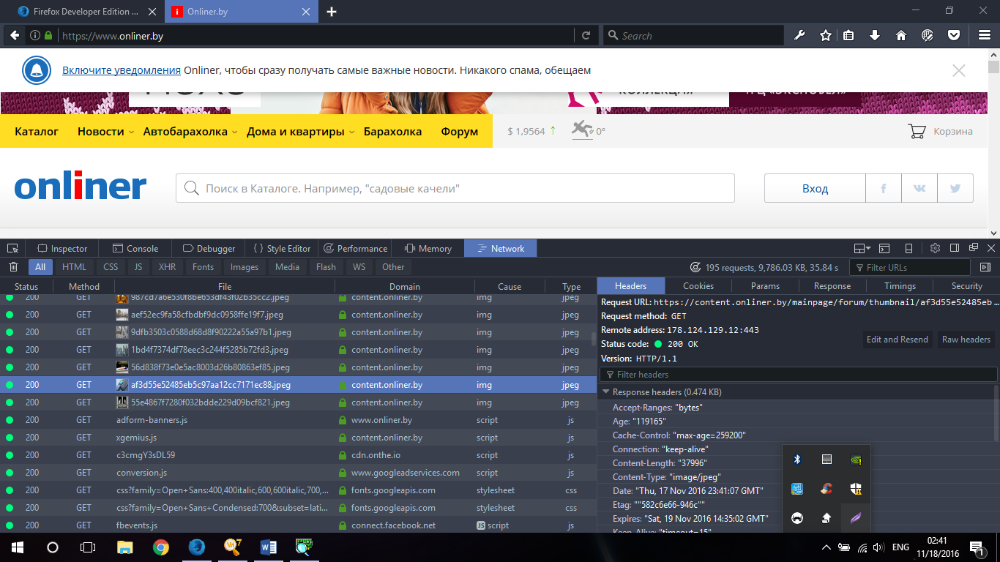 Firefox Developer Edition ...
Onliner.by
https://www.onliner.by
Search
Включите уведомления Onliner, чтобы сразу получать самые важные новости. Никакого спама, обещаем
Каталог Новости Автобарахолка Дома и квартиры Барахолка Форум $ 1,9564 ↑ 0° Корзина
onliner
Поиск в Каталоге. Например, "садовые качели"
Вход
Inspector Console Debugger Style Editor Performance Memory Network
All HTML CSS JS XHR Fonts Images Media Flash WS Other 195 requests, 9,786.03 KB, 35.84 s Filter URLs
Status Method File Domain Cause Type
200 GET 987cd7a6e530f8be653df43f02b35cc2.jpeg content.onliner.by img jpeg
200 GET aef52ec9fa58cfbdbf9dc0958ffe19f7.jpeg content.onliner.by img jpeg
200 GET 9dfb3503c0588d68d8f90222a55a97b1.jpeg content.onliner.by img jpeg
200 GET 1bd4f7374df78eec3c244f5285b72fd3.jpeg content.onliner.by img jpeg
200 GET 56d838f73e0e5ac8003d26b80863ef85.jpeg content.onliner.by img jpeg
200 GET af3d55e52485eb5c97aa12cc7171ec88.jpeg content.onliner.by img jpeg
200 GET 55e4867f7280f032bdde229d09bcf821.jpeg content.onliner.by img jpeg
200 GET adform-banners.js www.onliner.by script js
200 GET xgemius.js content.onliner.by script js
200 GET c3cmgY3sDL59 cdn.onthe.io script js
200 GET conversion.js www.googleadservices.com script js
200 GET css?family=Open+Sans:400,400italic,600,600italic,700,... fonts.googleapis.com stylesheet css
200 GET css?family=Open+Sans+Condensed:700&subset=lati... fonts.googleapis.com stylesheet css
200 GET fbevents.js connect.facebook.net JS script js
Headers Cookies Params Response Timings Security
Request URL: https://content.onliner.by/mainpage/forum/thumbnail/af3d55e52485eb...
Request method: GET
Remote address: 178.124.129.12:443
Status code: 200 OK
Edit and Resend Raw headers
Version: HTTP/1.1
Filter headers
Response headers (0.474 KB)
Accept-Ranges: "bytes"
Age: "119165"
Cache-Control: "max-age=259200"
Connection: "keep-alive"
Content-Length: "37996"
Content-Type: "image/jpeg"
Date: "Thu, 17 Nov 2016 23:41:07 GMT"
Etag: ""582c6e66-946c""
Expires: "Sat, 19 Nov 2016 14:35:02 GMT"
Keep-Alive: "timeout=15"
ENG
02:41
11/18/2016
1